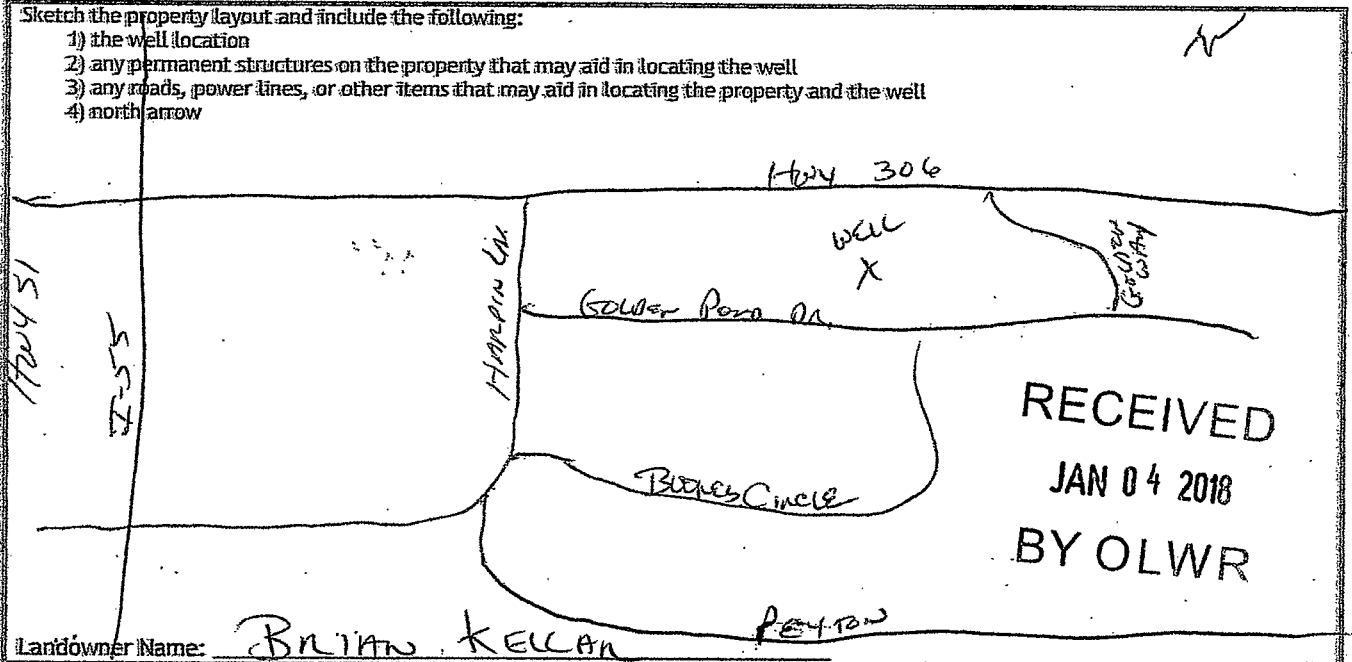 Sketch the property layout and include the following:
1) the well location
2) any permanent structures on the property that may aid in locating the well
3) any roads, power lines, or other items that may aid in locating the property and the well
4) north arrow
N
Hwy 306
WELL
X
GOLDEN WAY
Hwy 51
I-55
HARPIN LN
GOLDEN POND DR.
RECEIVED
JAN 04 2018
BY OLWR
Circle
PEYTON
Landowner Name: BRIAN KELLAR